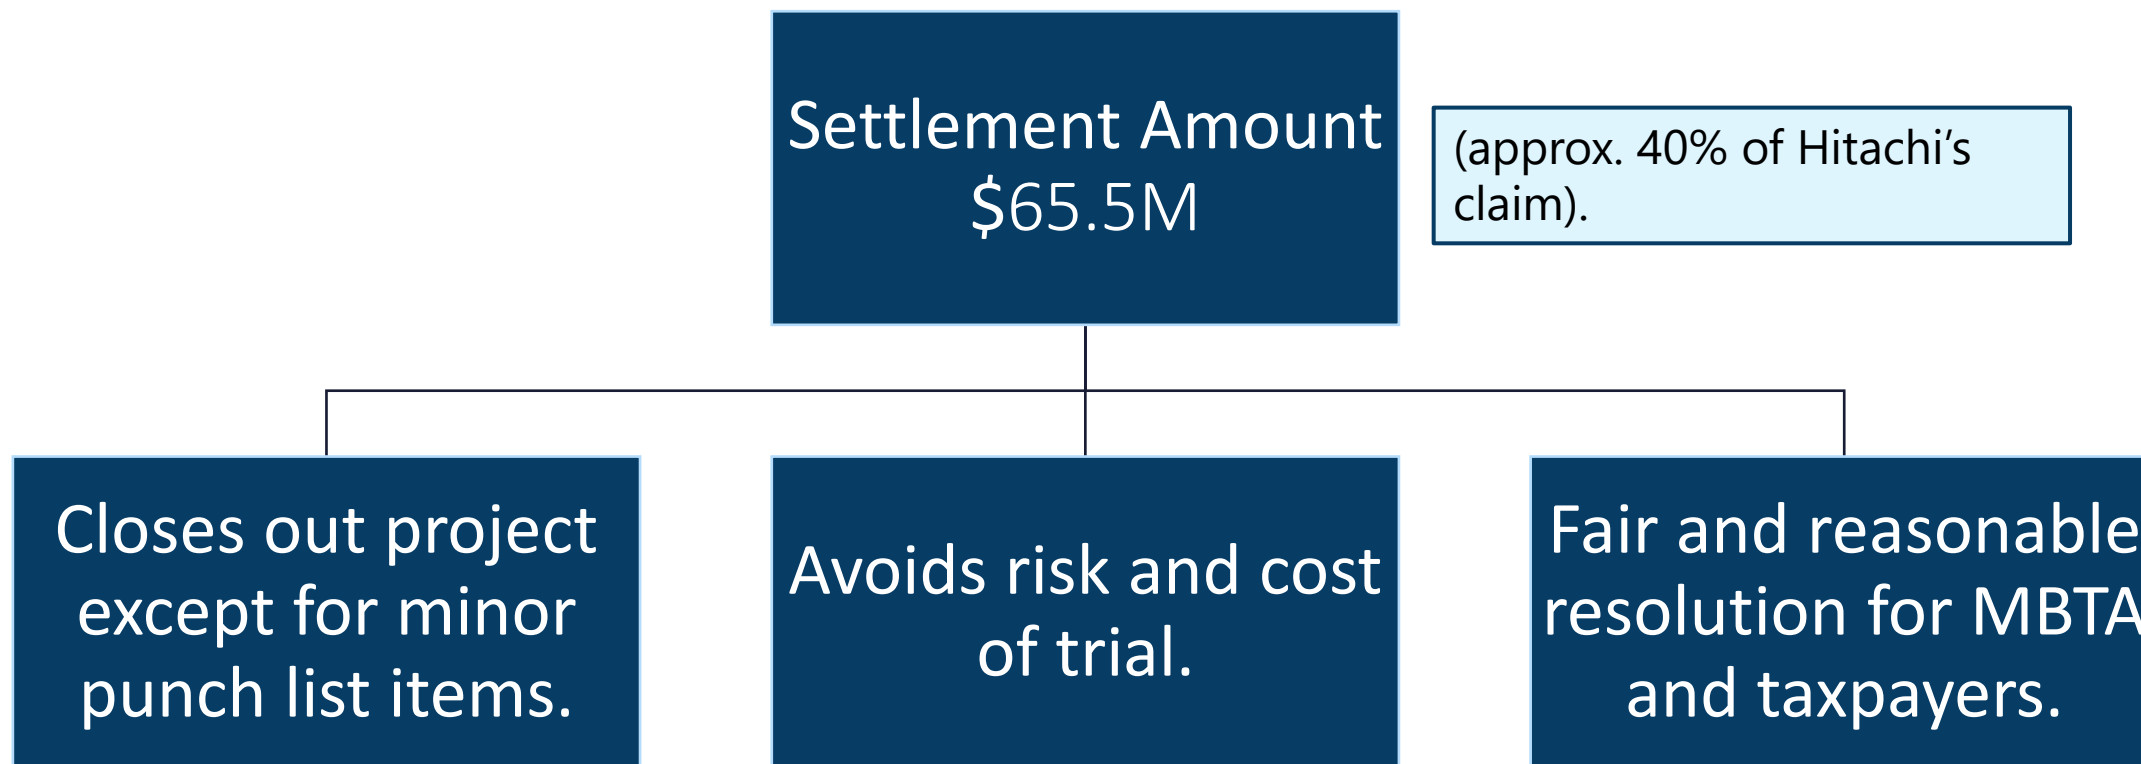 Settlement Amount
$65.5M
(approx. 40% of Hitachi’s
claim).
Closes out project
except for minor
punch list items.
Avoids risk and cost
of trial.
Fair and reasonable
resolution for MBTA
and taxpayers.